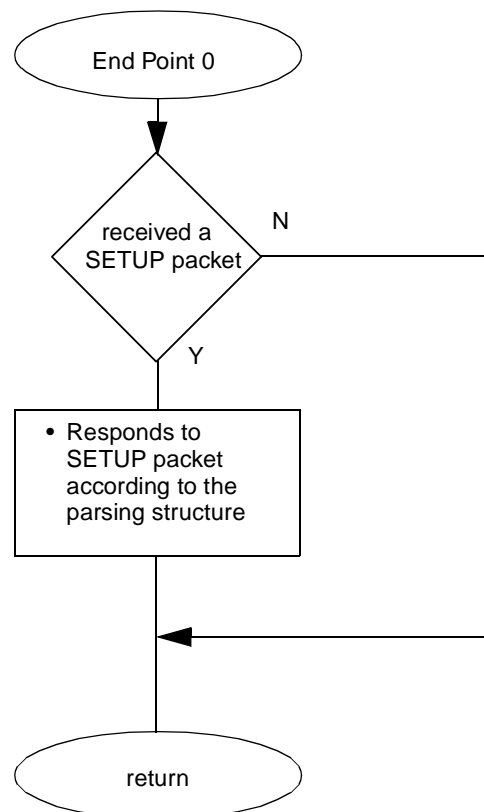 End Point 0
received a
SETUP packet
N
Y
• Responds to
SETUP packet
according to the
parsing structure
return